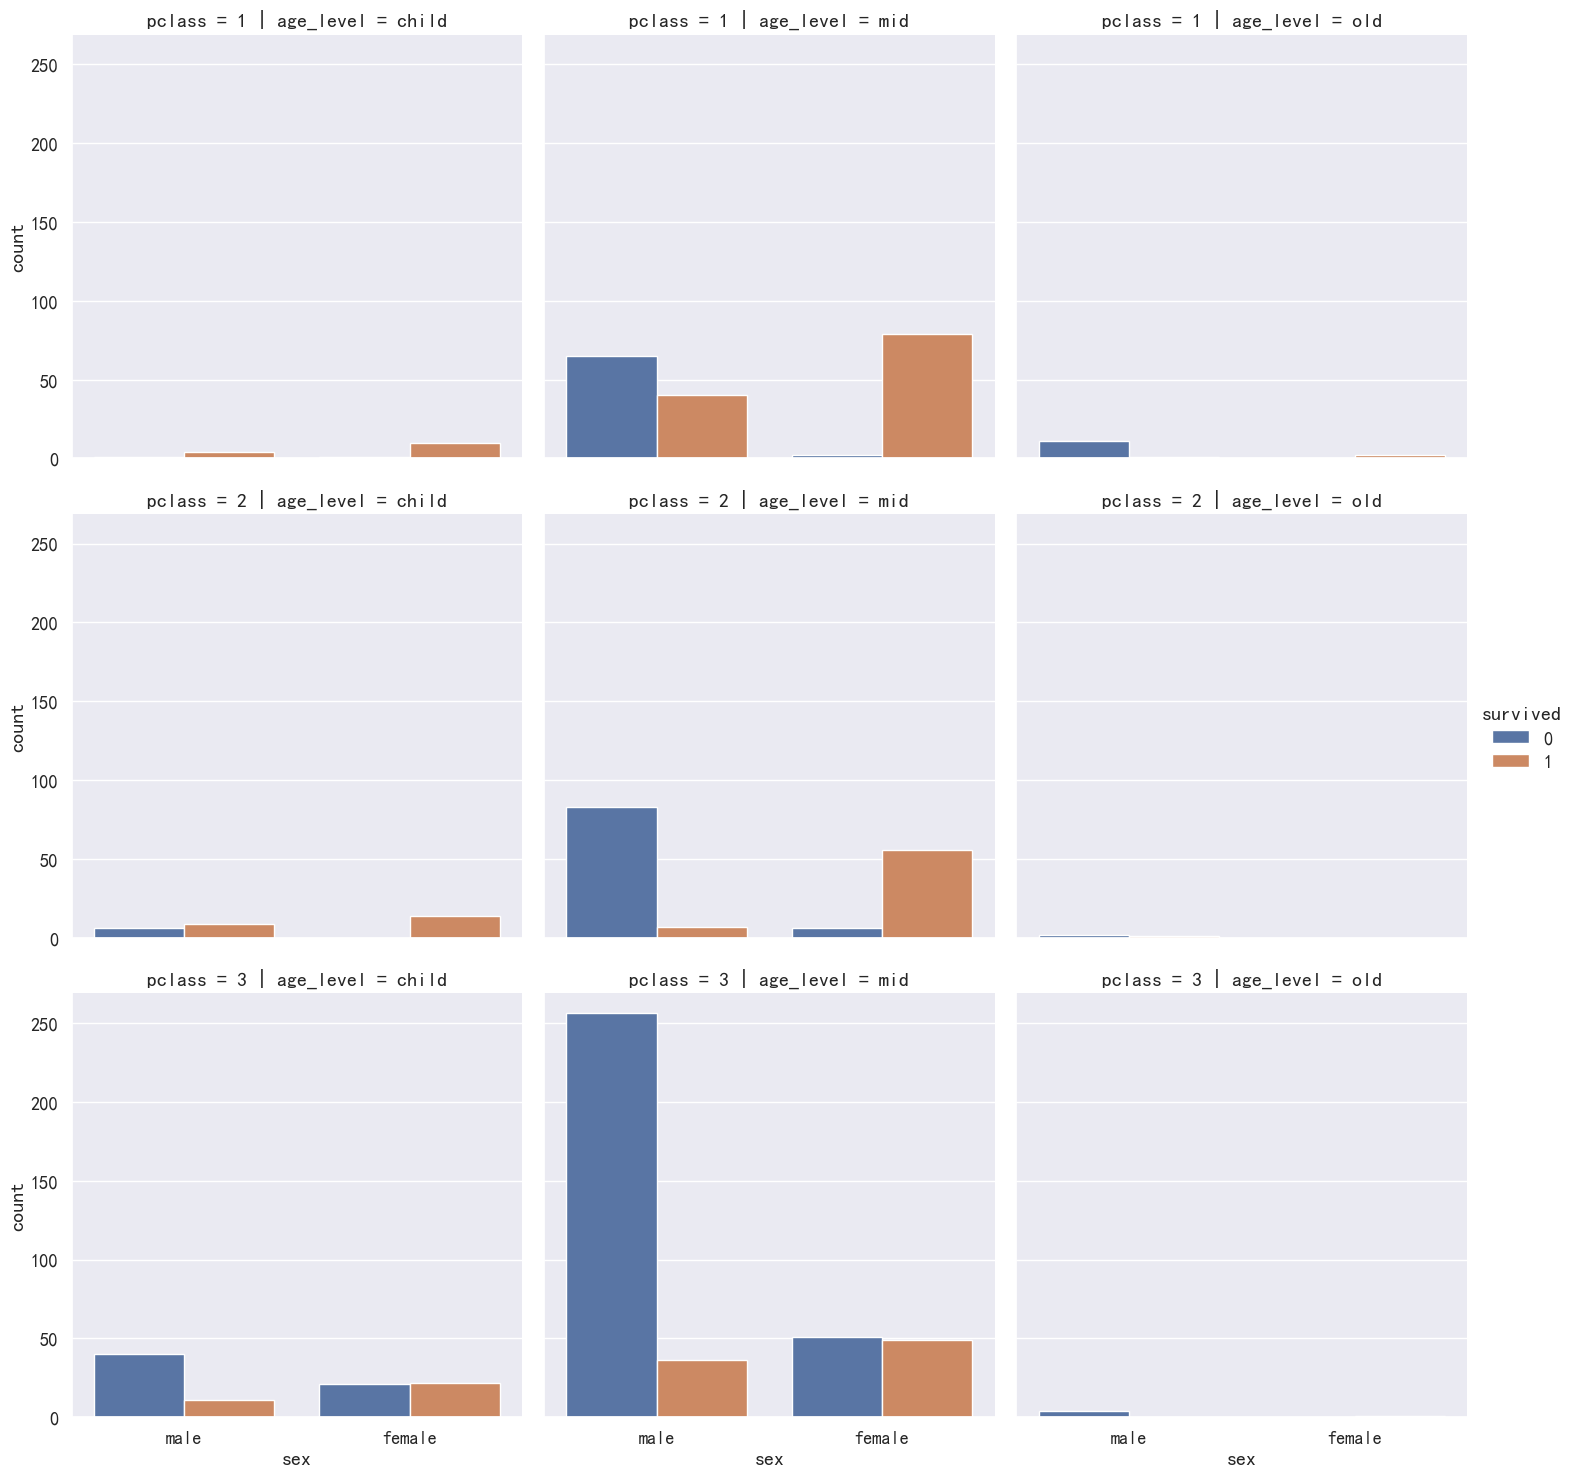 pclass = 1 | age_level = child
pclass = 1 | age_level = mid
pclass = 1 | age_level = old
250
200
150
100
50
0
count
pclass = 2 | age_level = child
pclass = 2 | age_level = mid
pclass = 2 | age_level = old
250
200
150
100
50
0
count
survived
0
1
pclass = 3 | age_level = child
pclass = 3 | age_level = mid
pclass = 3 | age_level = old
250
200
150
100
50
0
count
male female
sex
male female
sex
male female
sex